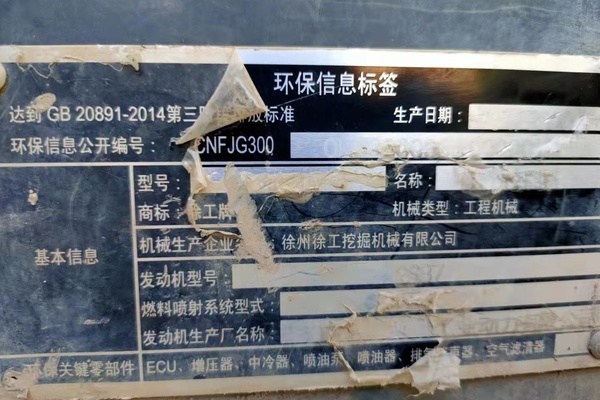 环保信息标签
达到 GB 20891-2014第三 排放标准
生产日期：
环保信息公开编号： CNFJG300
型号： 名称：
商标：徐工牌 机械类型：工程机械
机械生产企业 ：徐州徐工挖掘机械有限公司
基本信息
发动机型号：
燃料喷射系统型式
发动机生产厂名称：
环保关键零部件 ECU、增压器、中冷器、喷油泵、喷油器、排气 器、空气滤清器